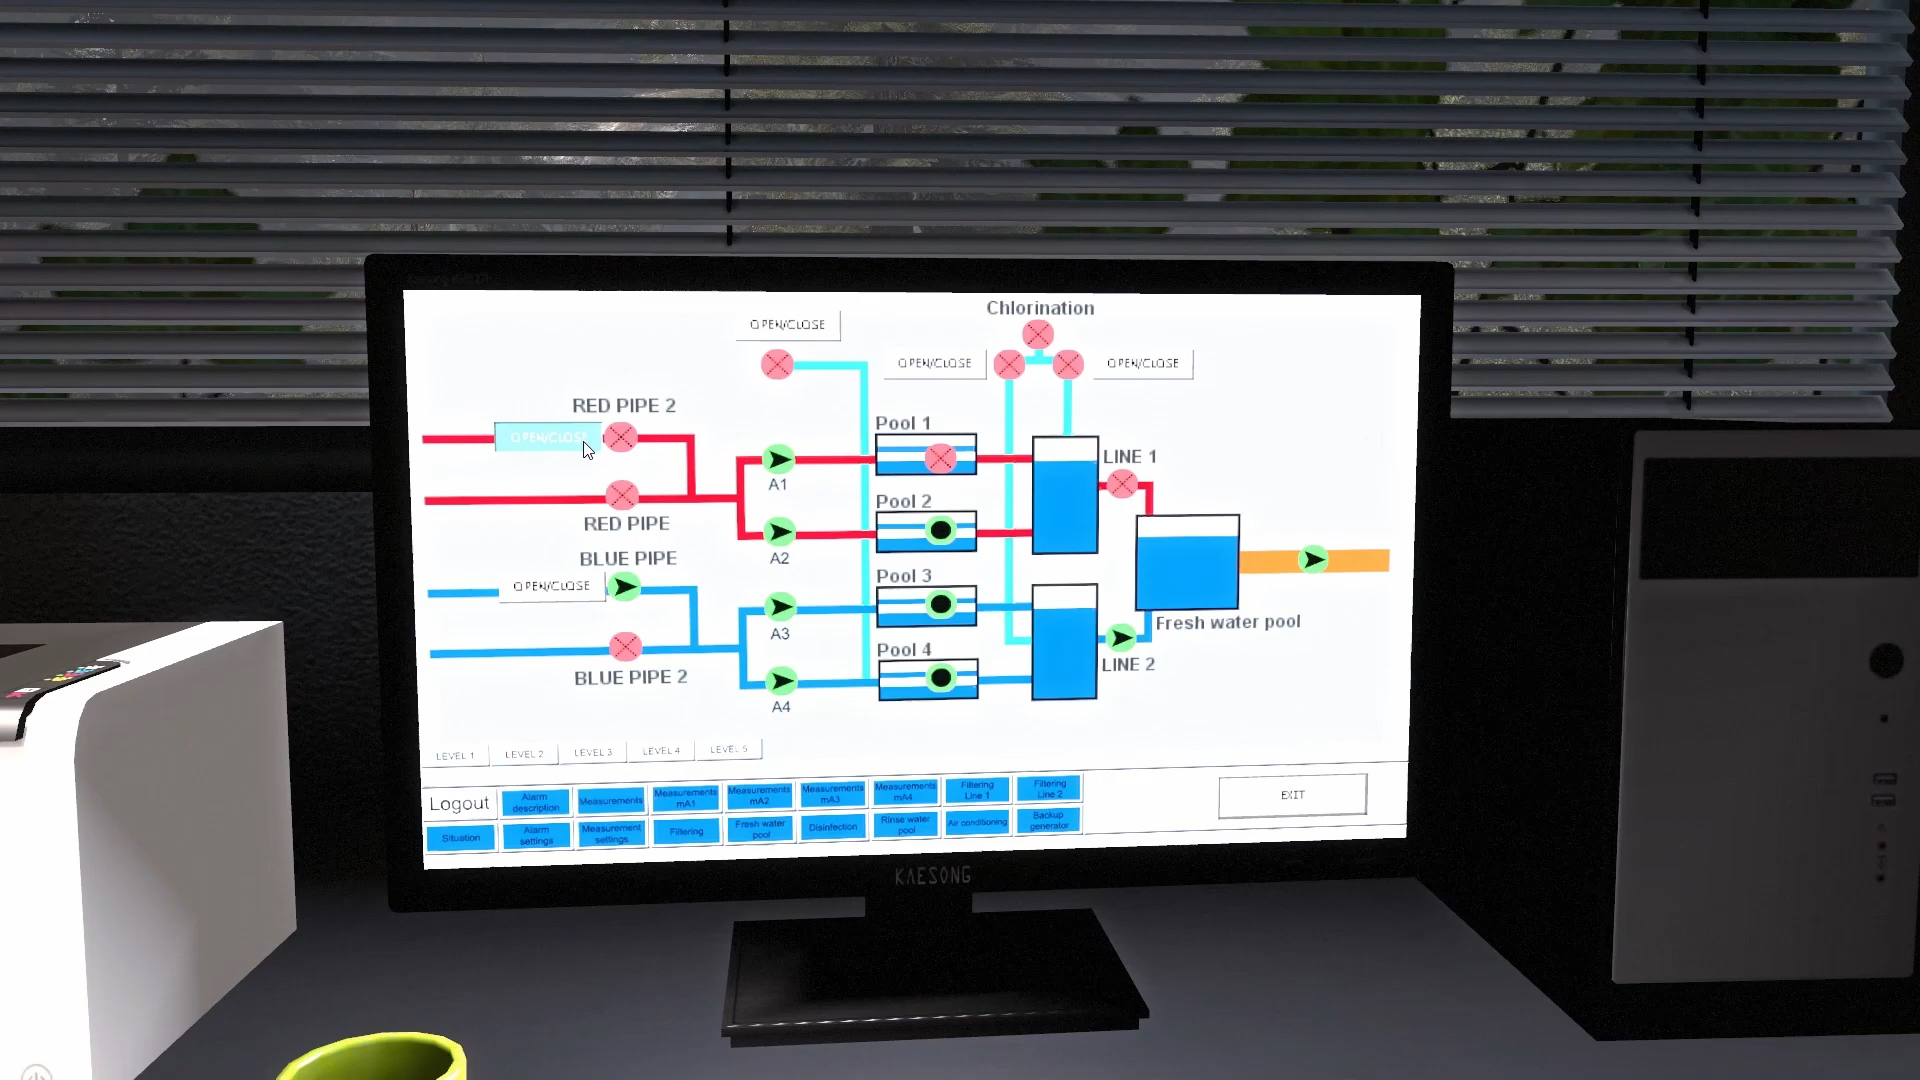 Chlorination
OPEN/CLOSE
OPEN/CLOSE
OPEN/CLOSE
RED PIPE 2
OPEN/CLOSE
RED PIPE
BLUE PIPE
OPEN/CLOSE
BLUE PIPE 2
A1
A2
A3
A4
Pool 1
Pool 2
Pool 3
Pool 4
LINE 1
LINE 2
Fresh water pool
LEVEL 1
LEVEL 2
LEVEL 3
LEVEL 4
LEVEL 5
Logout
Alarm
description
Measurements
Measurements
mA1
Measurements
mA2
Measurements
mA3
Measurements
mA4
Filtering
Line 1
Filtering
Line 2
EXIT
Situation
Alarm
settings
Measurement
settings
Filtering
Fresh water
pool
Disinfection
Rinse water
pool
Air conditioning
Backup
generator
KAESONG